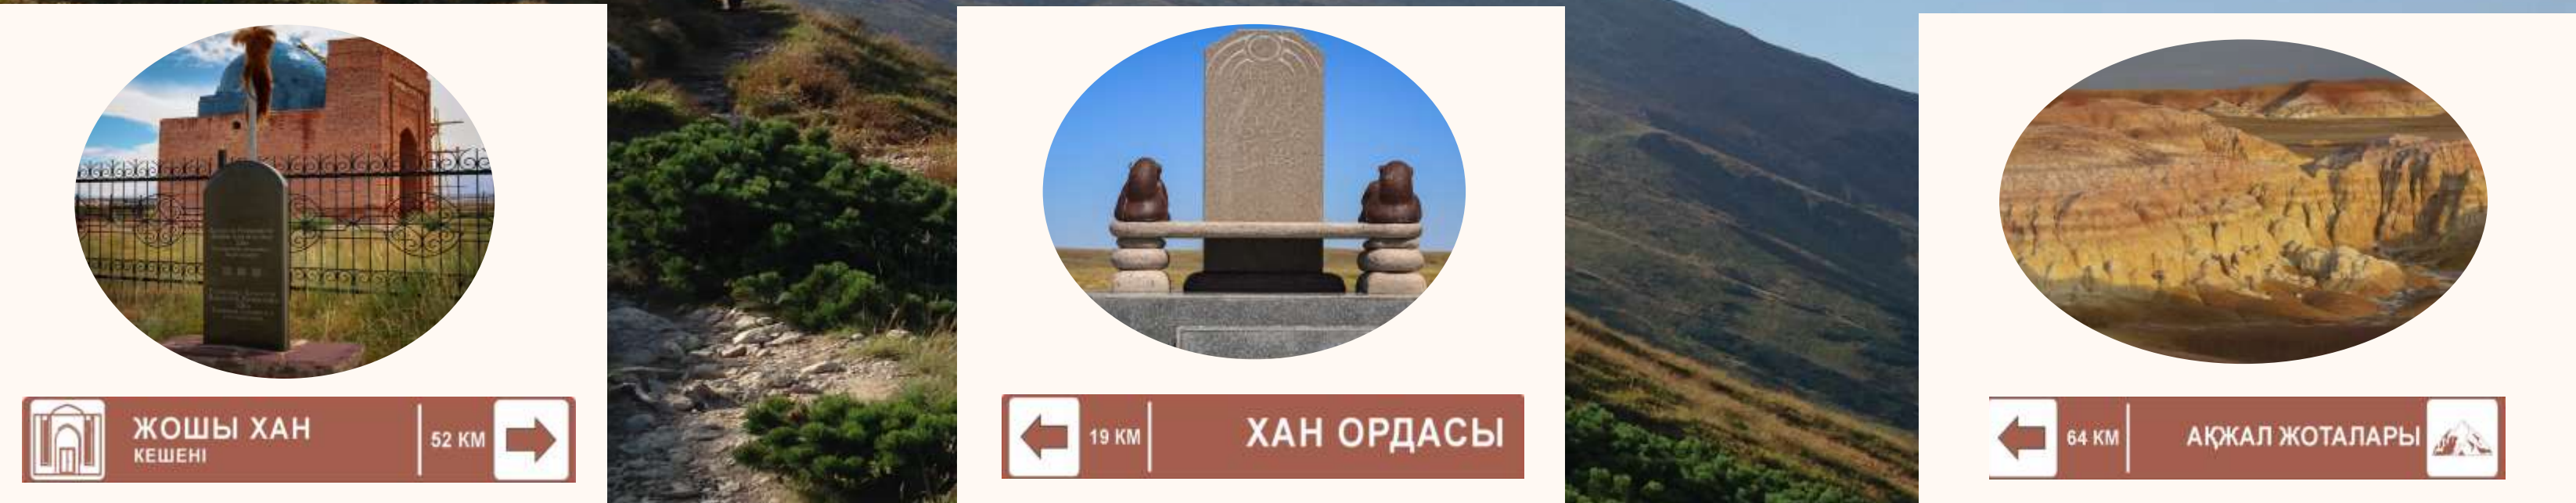 ЖОШЫ ХАН
КЕШЕНІ
52 КМ
19 КМ
ХАН ОРДАСЫ
64 КМ
АҚЖАЛ ЖОТАЛАРЫ